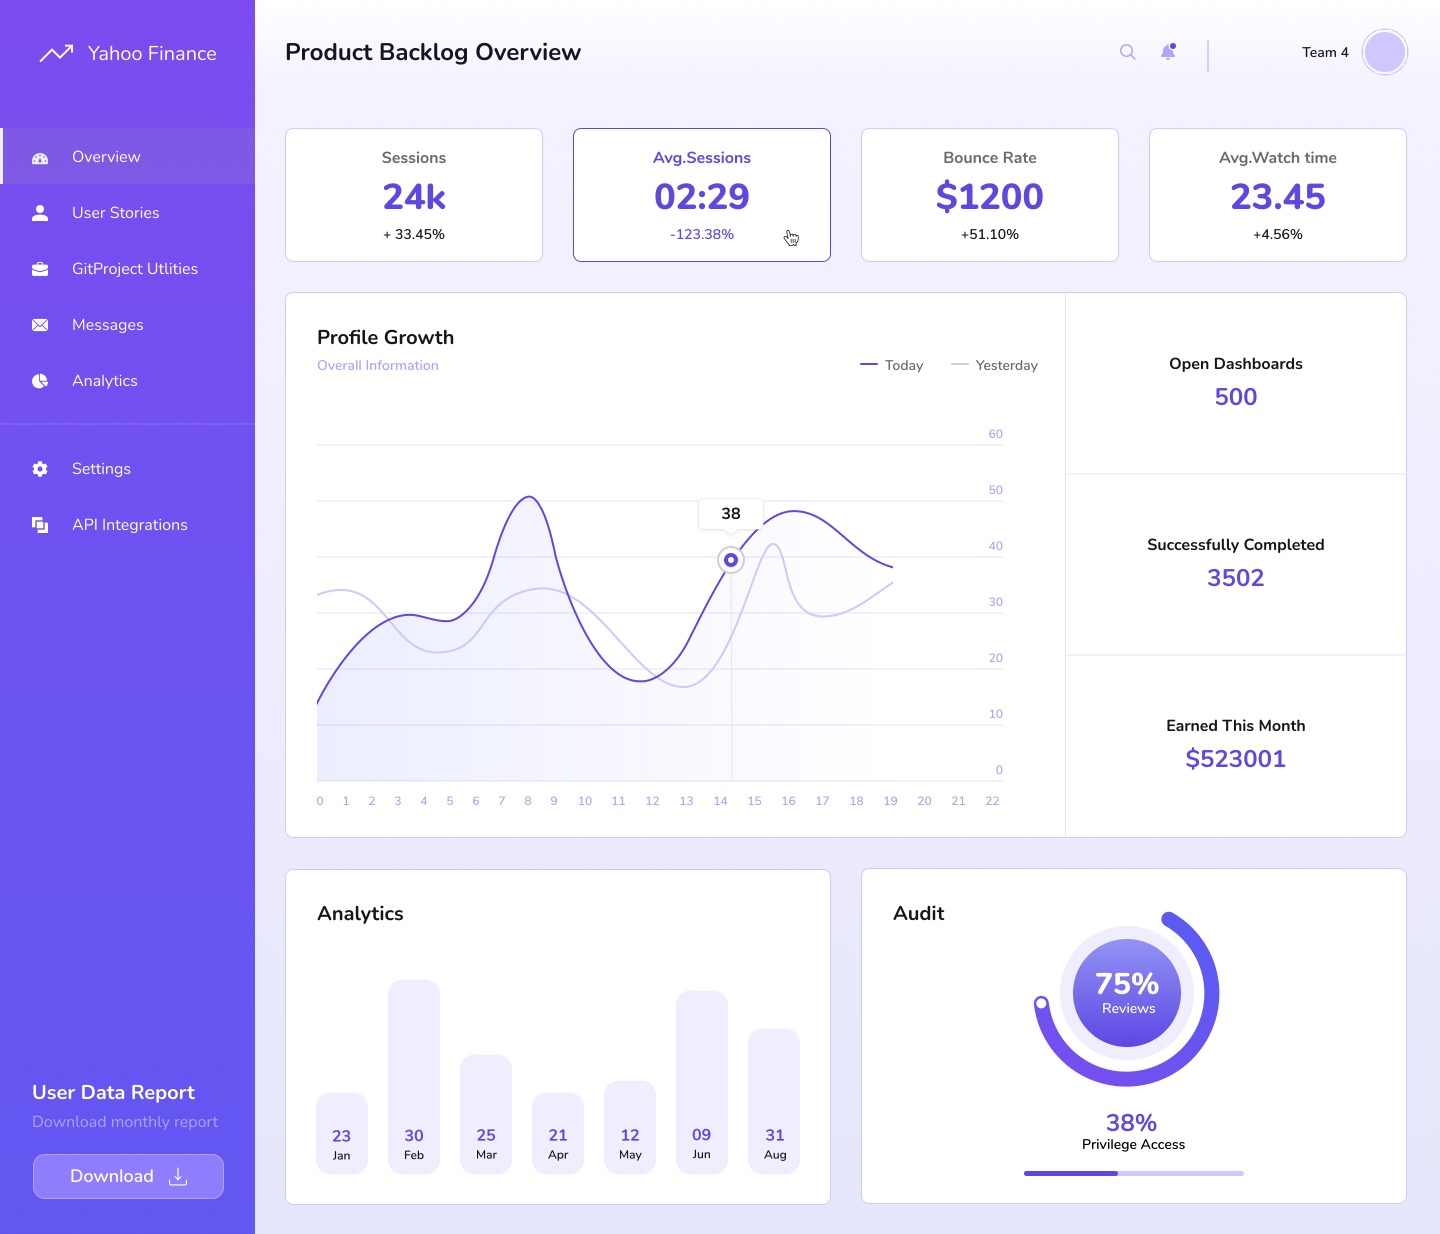 Yahoo Finance
Overview
User Stories
GitProject Utlities
Messages
Analytics
Settings
API Integrations
User Data Report
Download monthly report
Download
Product Backlog Overview
Team 4
Sessions
24k
+ 33.45%
Avg.Sessions
02:29
-123.38%
Bounce Rate
$1200
+51.10%
Avg.Watch time
23.45
+4.56%
Profile Growth
Overall Information
Today
Yesterday
60
50
40
30
20
10
0
38
0 1 2 3 4 5 6 7 8 9 10 11 12 13 14 15 16 17 18 19 20 21 22
Open Dashboards
500
Successfully Completed
3502
Earned This Month
$523001
Analytics
23
Jan
30
Feb
25
Mar
21
Apr
12
May
09
Jun
31
Aug
Audit
75%
Reviews
38%
Privilege Access